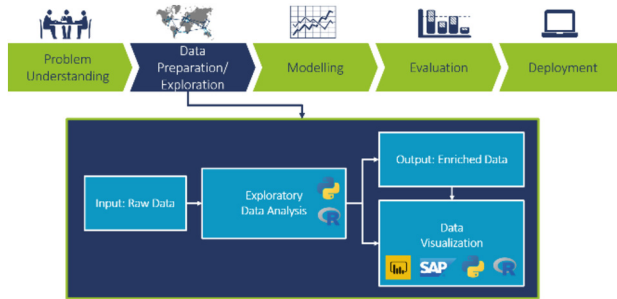 Problem
Understanding
Data
Preparation/
Exploration
Modelling
Evaluation
Deployment
Input: Raw Data
Exploratory
Data Analysis
R
Output: Enriched Data
Data
Visualization
SAP
R